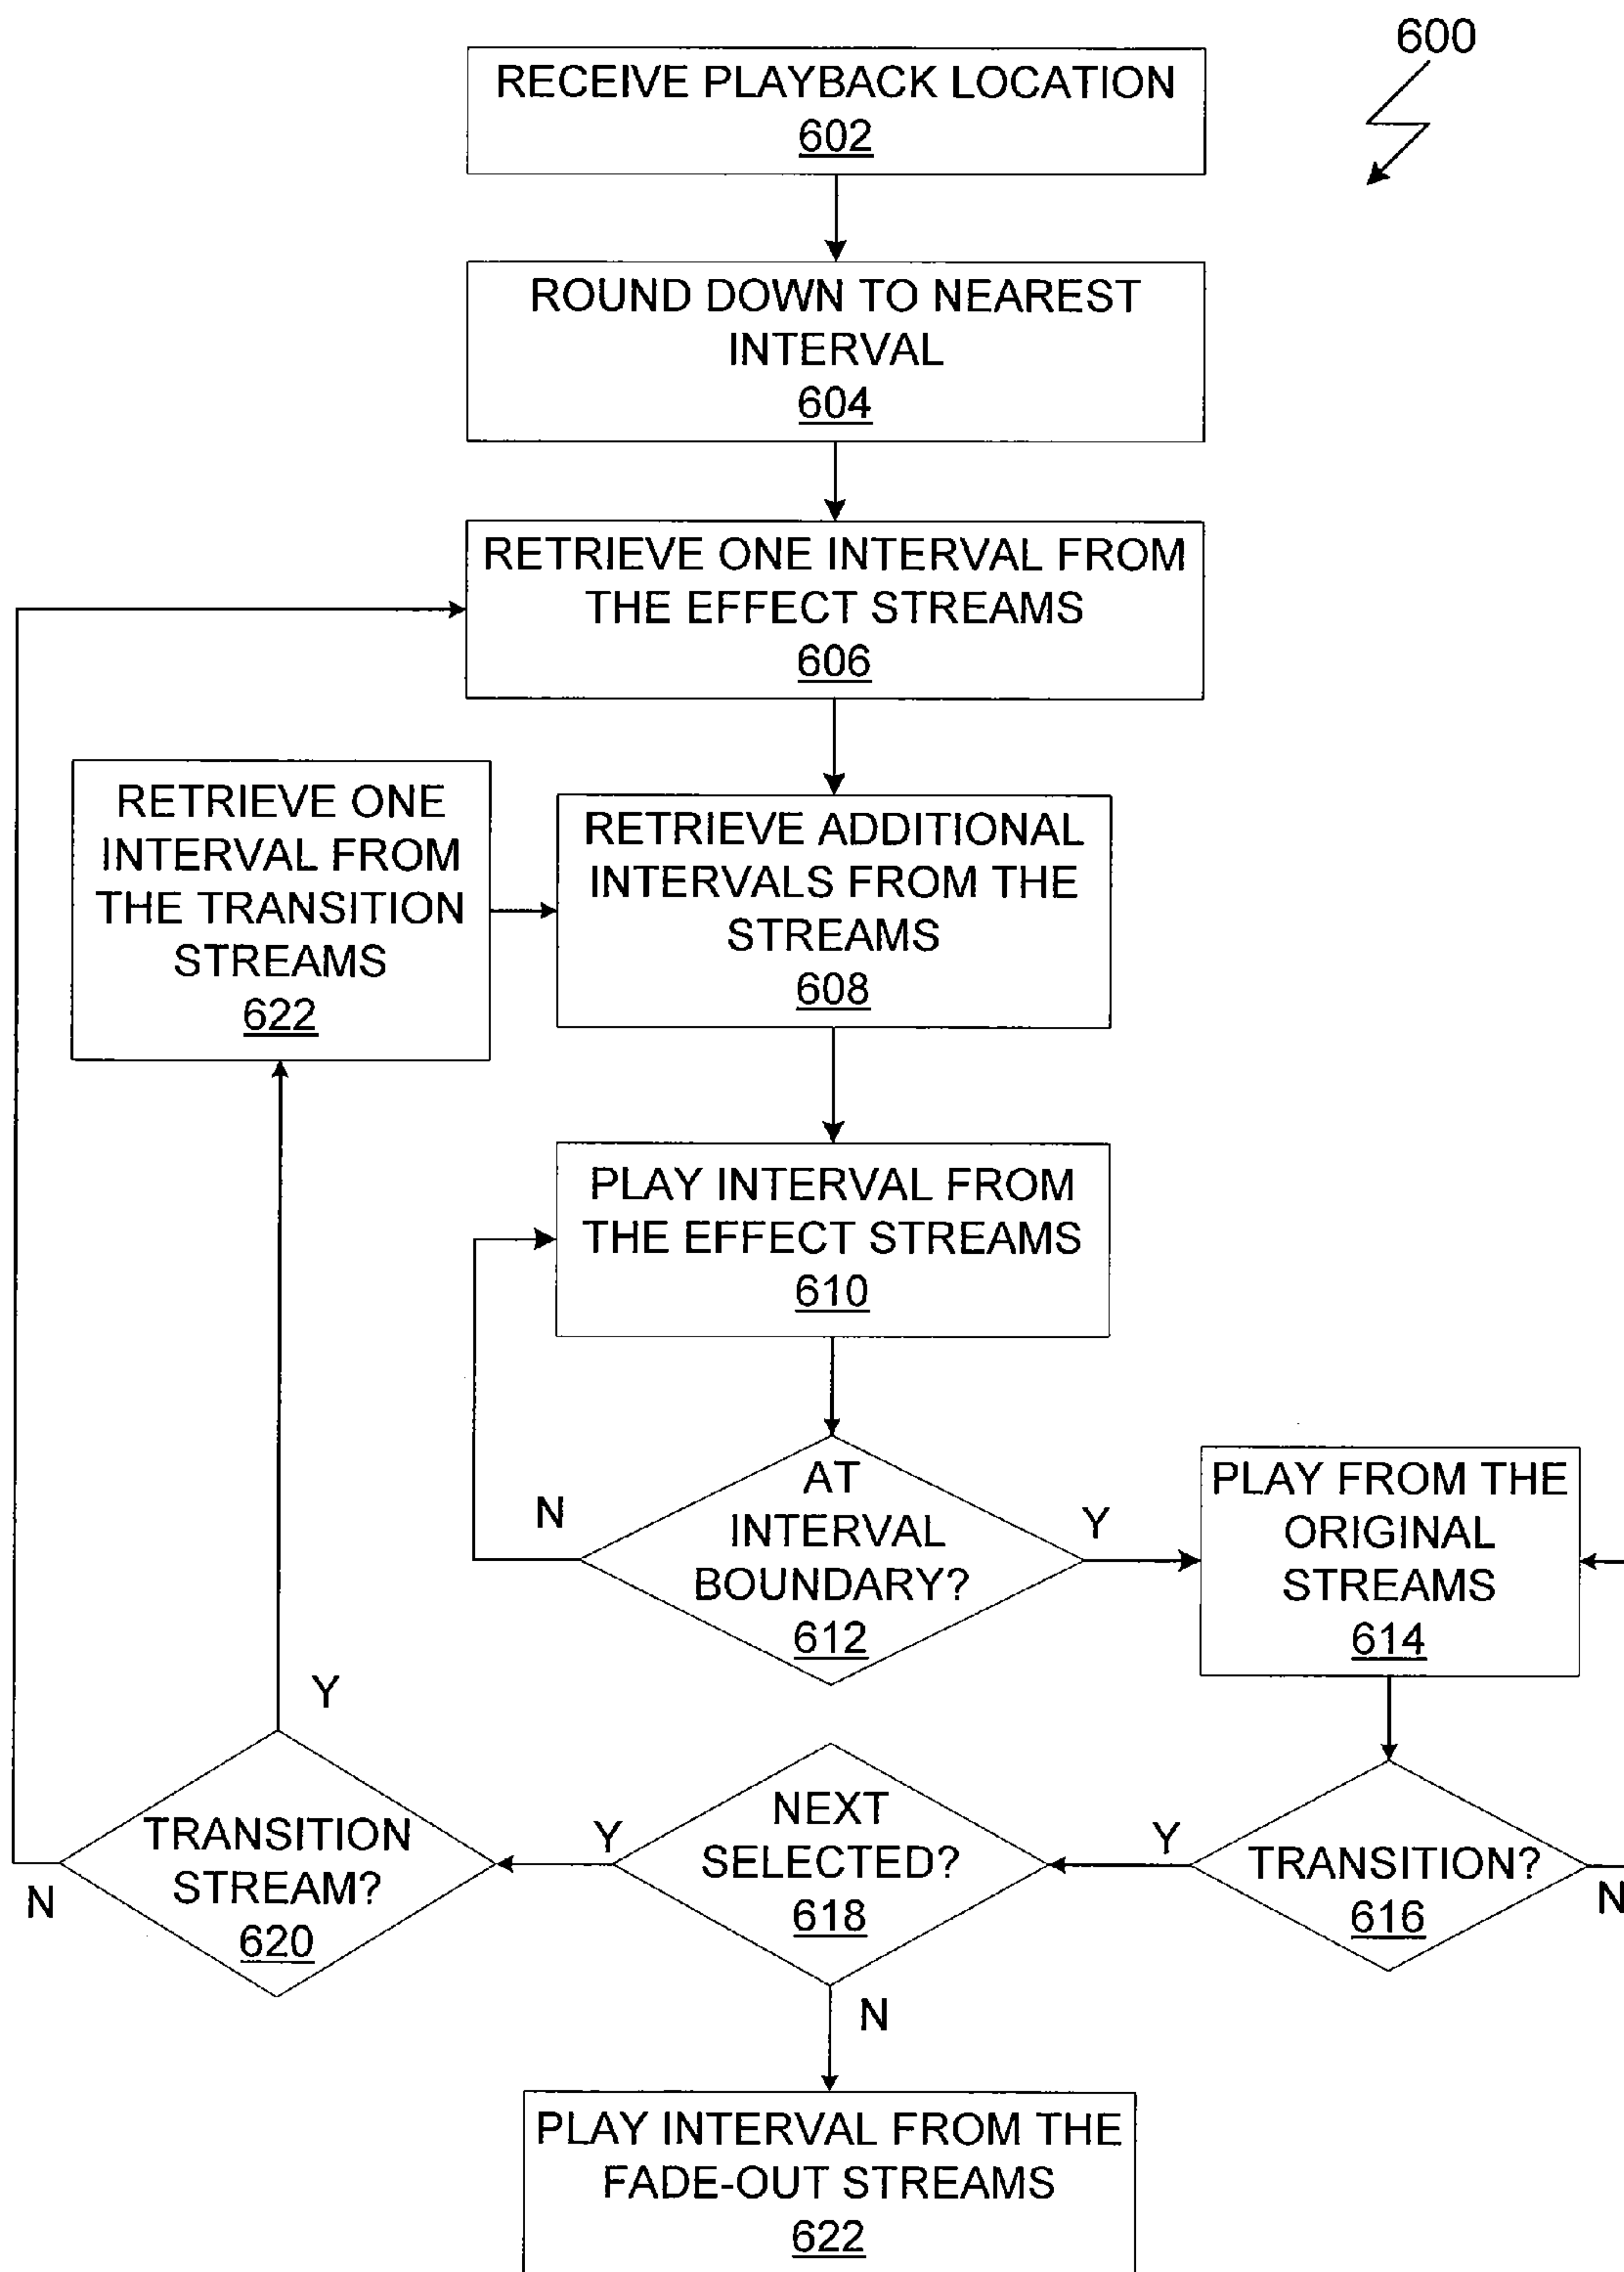 600
RECEIVE PLAYBACK LOCATION
602
ROUND DOWN TO NEAREST
INTERVAL
604
RETRIEVE ONE INTERVAL FROM
THE EFFECT STREAMS
606
RETRIEVE ONE
INTERVAL FROM
THE TRANSITION
STREAMS
622
RETRIEVE ADDITIONAL
INTERVALS FROM THE
STREAMS
608
PLAY INTERVAL FROM
THE EFFECT STREAMS
610
AT
INTERVAL
BOUNDARY?
612
N
Y
PLAY FROM THE
ORIGINAL
STREAMS
614
TRANSITION?
616
Y
N
NEXT
SELECTED?
618
Y
N
TRANSITION
STREAM?
620
Y
N
PLAY INTERVAL FROM THE
FADE-OUT STREAMS
622